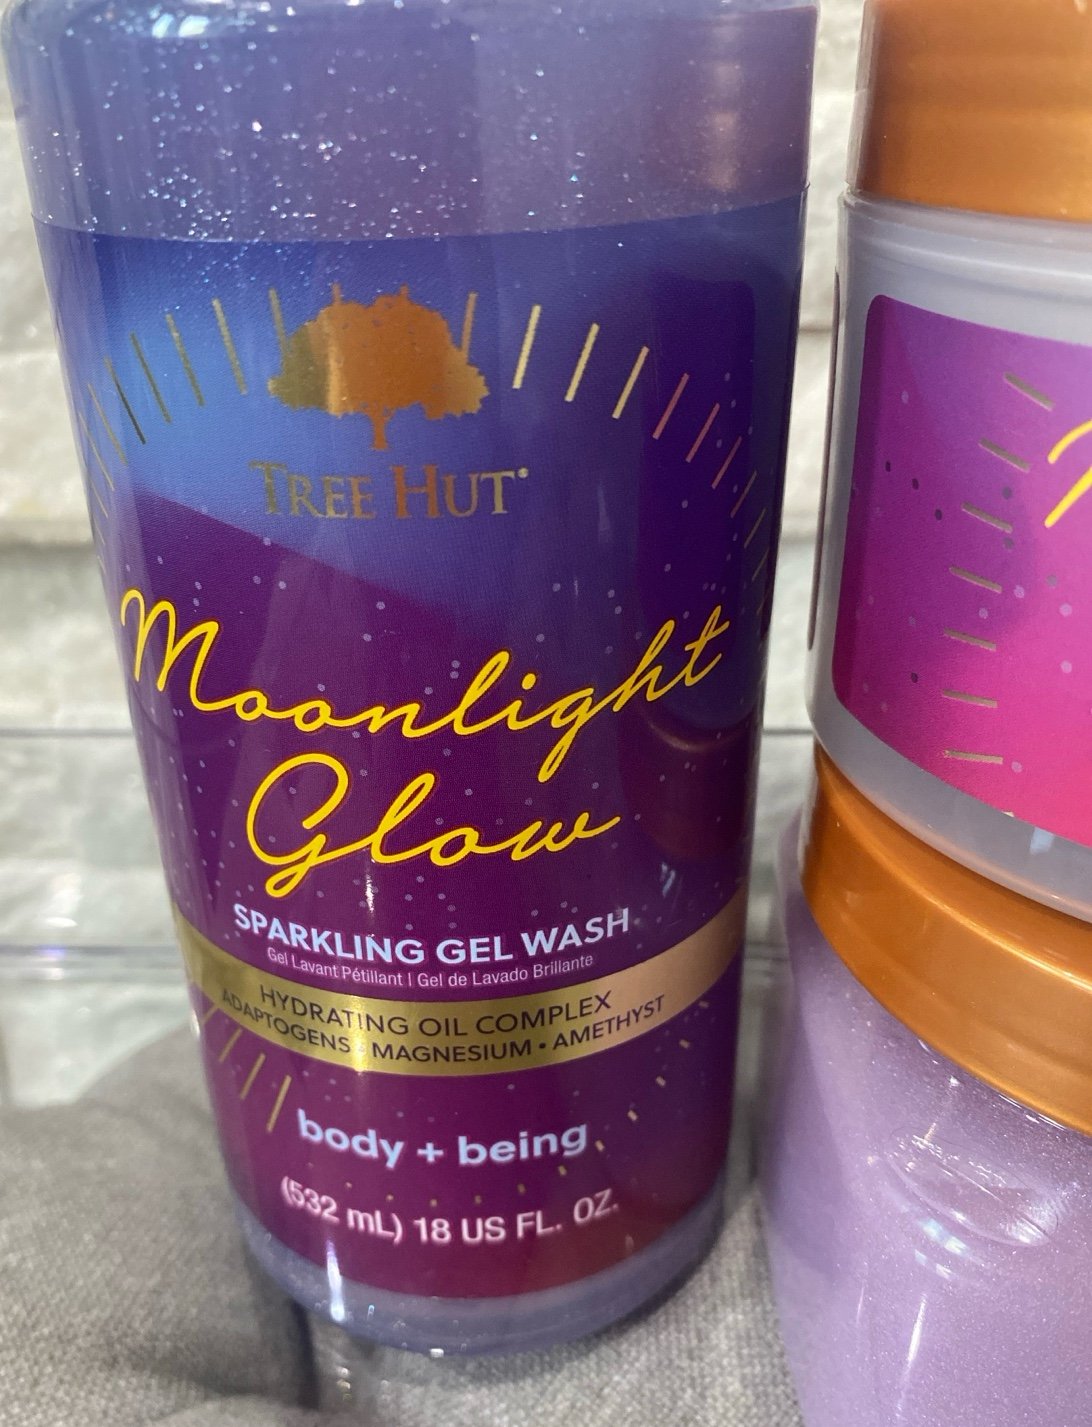 TREE HUT®
Moonlight
Glow
SPARKLING GEL WASH
Gel Lavant Pétillant | Gel de Lavado Brillante
HYDRATING OIL COMPLEX
ADAPTOGENS • MAGNESIUM • AMETHYST
body + being
(532 mL) 18 US FL. OZ.